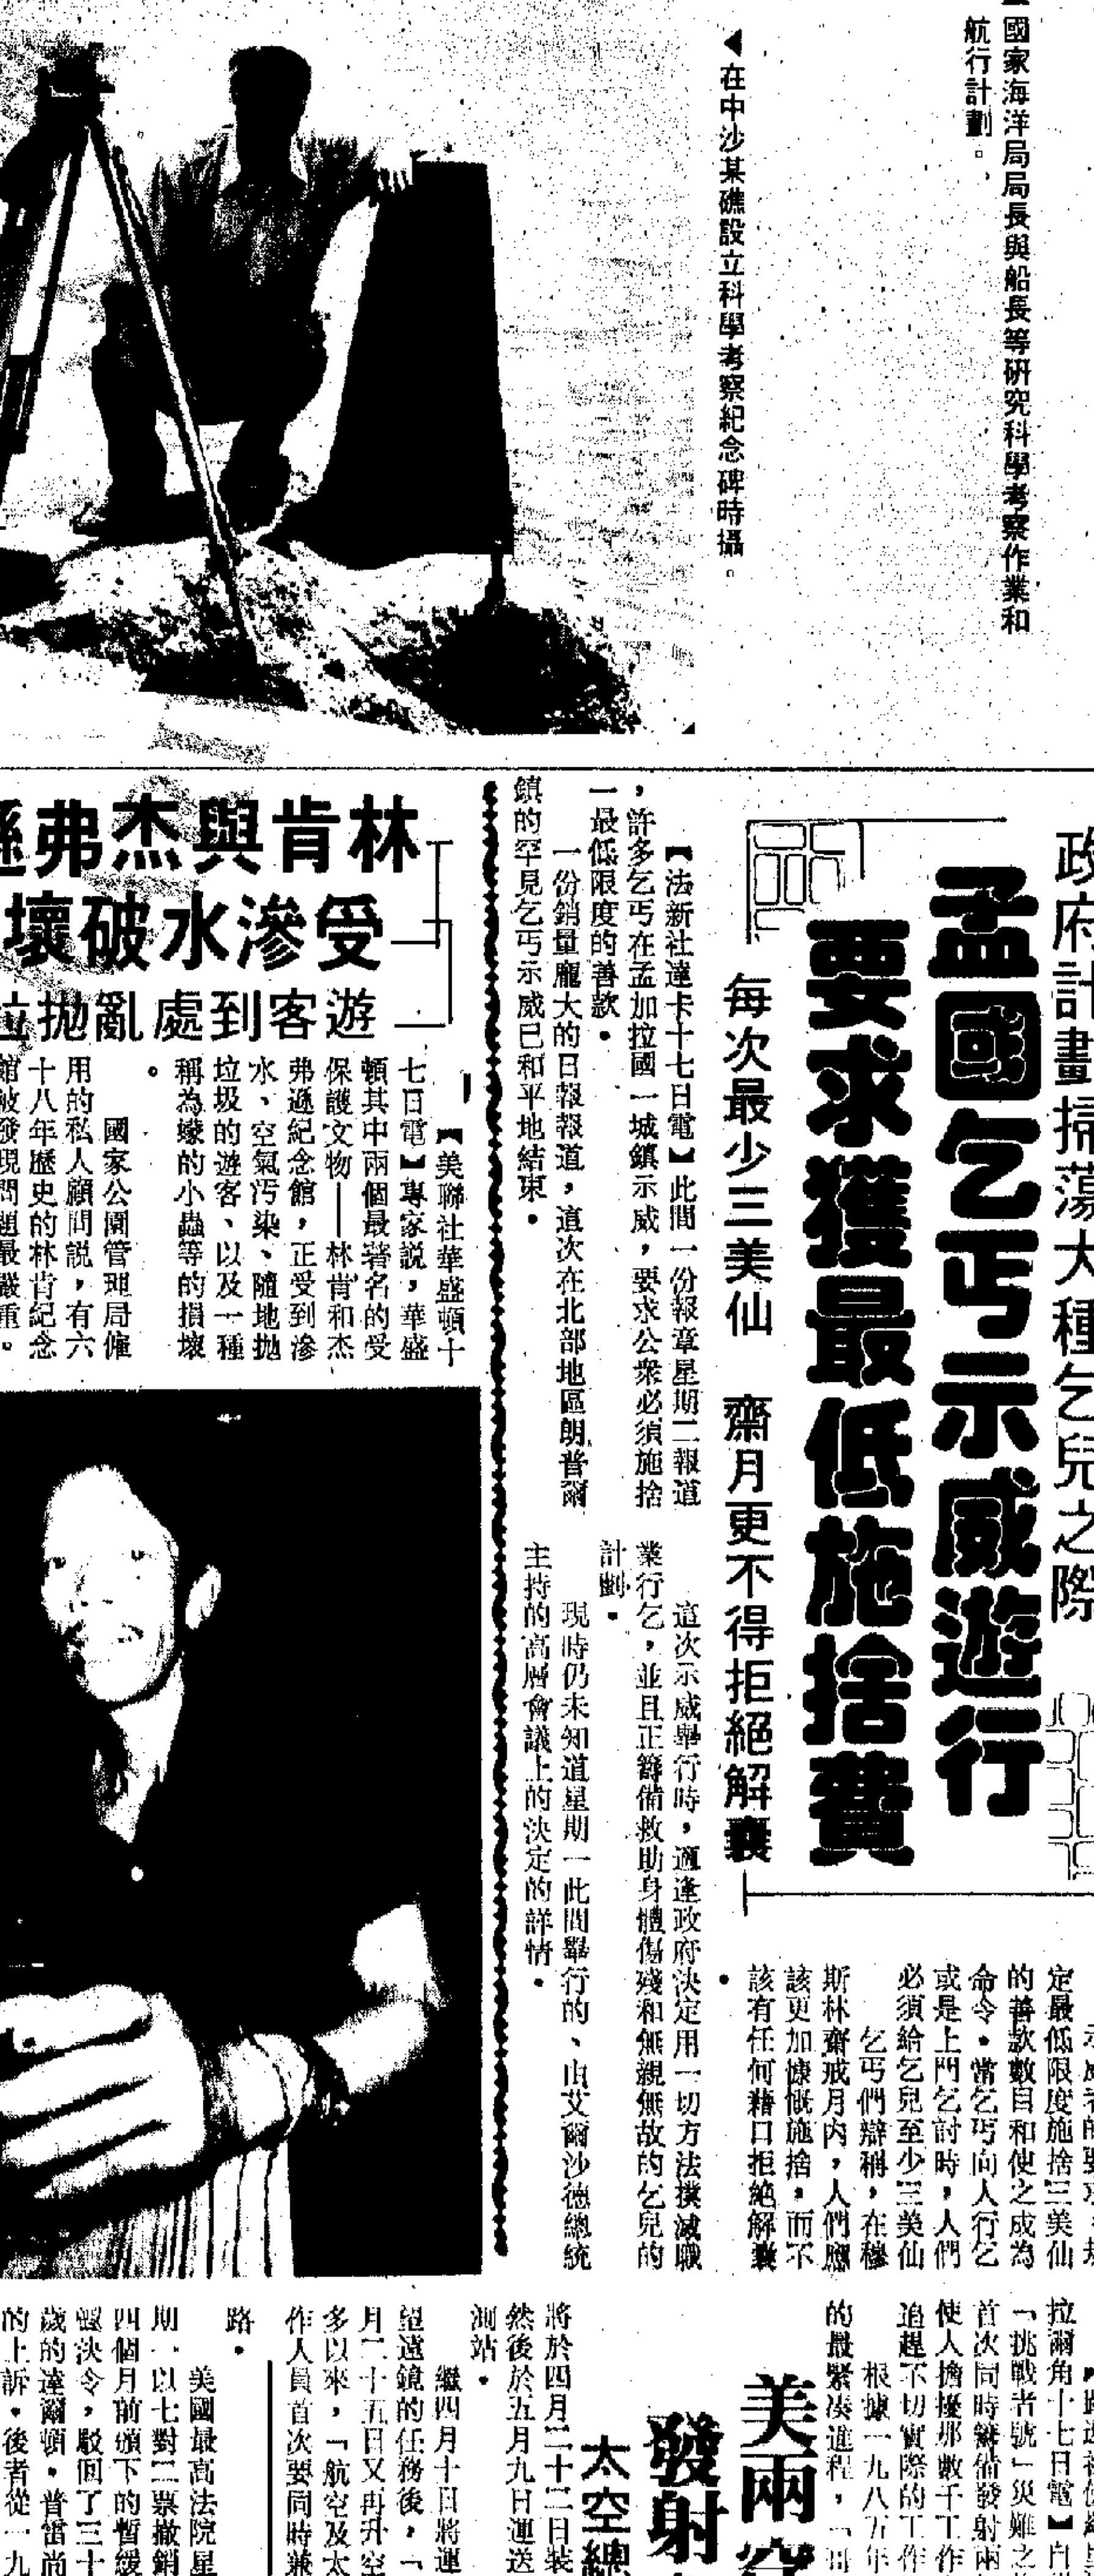 國家海洋局局長與船長等研究科學考察作業和
航行計劃。
◀在中沙某礁設立科學考察紀念碑時攝。
政府計劃掃蕩大種乞兒之際
孟國乞丐示威遊行
要求獲最低施捨費
每次最少三美仙 齋月更不得拒絕解囊
【法新社達卡十七日電】此間一份報章星期二報道
，許多乞丐在孟加拉國一城鎮示威，要求公衆必須施捨
一最低限度的善款。
一份銷量龐大的日報報道，這次在北部地區朗普爾
鎮的罕見乞丐示威已和平地結束。
這次示威舉行時，適逢政府決定用一切方法撲滅職
業行乞，並且正籌備救助身體傷殘和無親無故的乞兒的
計劃。
現時仍未知道星期一此間舉行的、由艾爾沙德總統
主持的高層會議上的決定的詳情。
定最低限度施捨三美仙
的善款數目和使之成為
命令。當乞丐向人行乞
或是上門乞討時，人們
必須給乞兒至少三美仙
乞丐們辯稱，在穆
斯林齋戒月內，人們應
該更加慷慨施捨，而不
該有任何藉口拒絕解囊
。
林肯與杰弗遜
受滲水破壞
遊客到處亂拋垃
【美聯社華盛頓十
七日電】專家說，華盛
頓其中兩個最著名的受
保護文物——林肯和杰
弗遜紀念館，正受到滲
水、空氣汚染、隨地拋
垃圾的遊客、以及一種
稱為蠓的小蟲等的損壞
。
國家公園管理局僱
用的私人顧問說，有六
十八年歷史的林肯紀念
館被發現問題最嚴重。
拉爾角十七日電】自從
「挑戰者號」災難之
首次同時籌備發射兩
使人擔擾那數千工作
追趕不切實際的工作
根據一九八五年
的最緊湊進程，
美兩穿
發射
太空總
將於四月二十二日裝
然後於五月九日運送
測站。
繼四月十日將運
望遠鏡的任務後，「
月二十五日又再升空
多以來，「航空及太
作人員首次要同時兼
路。
美國最高法院星
期一以七對二票撤銷
四個月前頒下的暫緩
處決令，駁回了三十
歲的達爾頓·普雷尚
的上訴。後者從一九